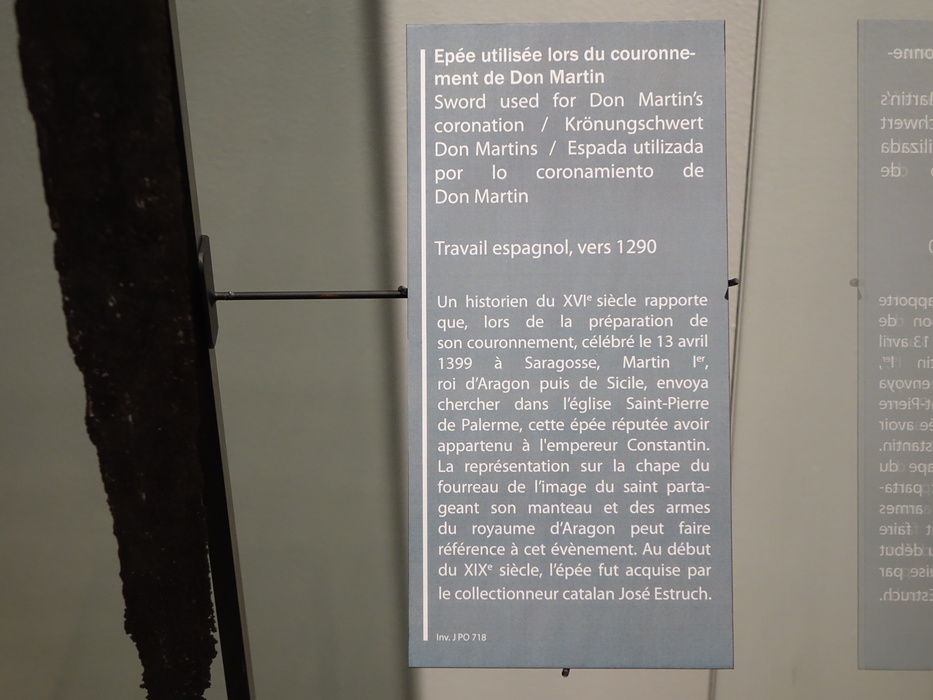 Epée utilisée lors du couronne-
ment de Don Martin
Sword used for Don Martin's
coronation / Krönungschwert
Don Martins / Espada utilizada
por lo coronamiento de
Don Martin
Travail espagnol, vers 1290
Un historien du XVIe siècle rapporte
que, lors de la préparation de
son couronnement, célébré le 13 avril
1399 à Saragosse, Martin Ier,
roi d'Aragon puis de Sicile, envoya
chercher dans l'église Saint-Pierre
de Palerme, cette épée réputée avoir
appartenu à l'empereur Constantin.
La représentation sur la chape du
fourreau de l'image du saint parta-
geant son manteau et des armes
du royaume d'Aragon peut faire
référence à cet évènement. Au début
du XIXe siècle, l'épée fut acquise par
le collectionneur catalan José Estruch.
Inv. J PO 718